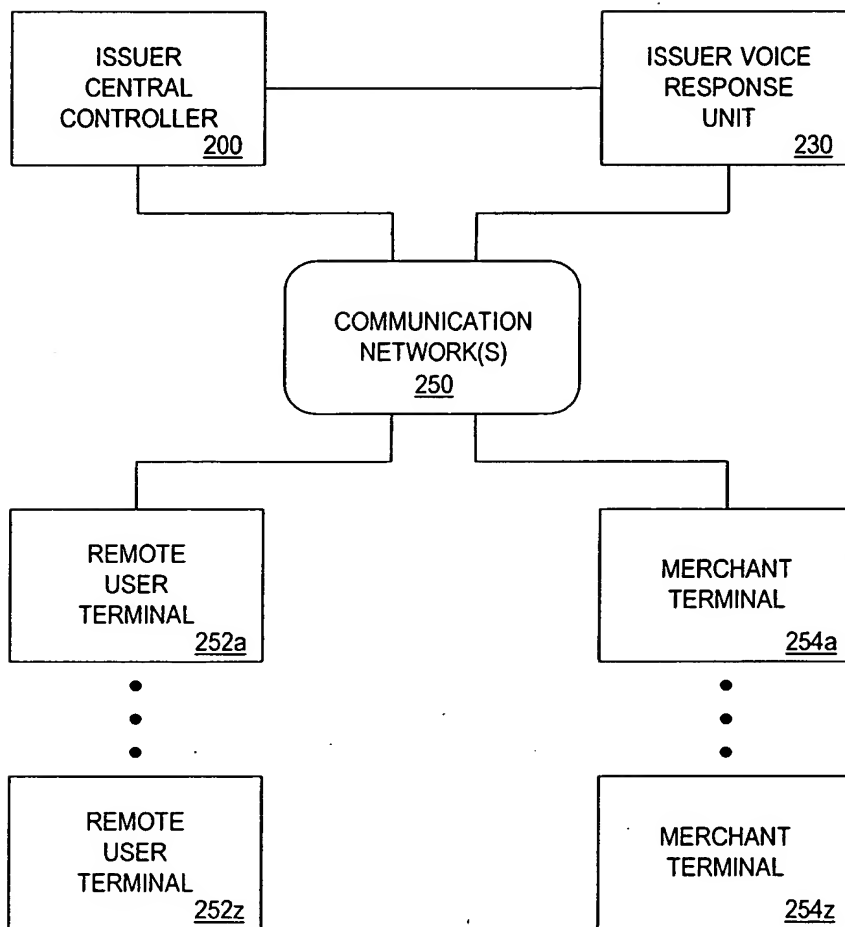 ISSUER
CENTRAL
CONTROLLER
200
ISSUER VOICE
RESPONSE
UNIT
230
COMMUNICATION
NETWORK(S)
250
REMOTE
USER
TERMINAL
252a
MERCHANT
TERMINAL
254a
REMOTE
USER
TERMINAL
252z
MERCHANT
TERMINAL
254z